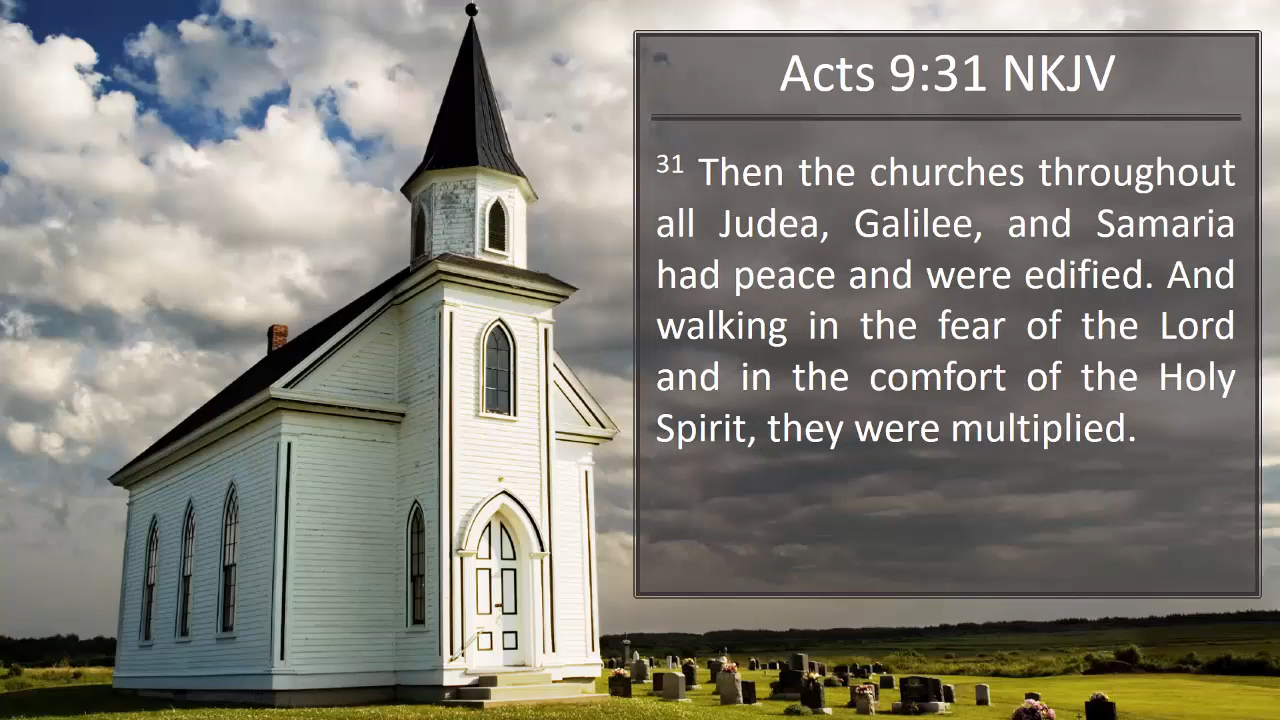 Acts 9:31 NKJV
31 Then the churches throughout
all Judea, Galilee, and Samaria
had peace and were edified. And
walking in the fear of the Lord
and in the comfort of the Holy
Spirit, they were multiplied.